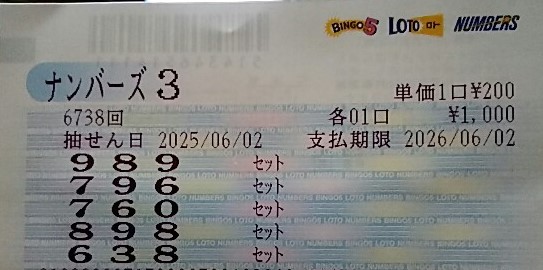 BINGO5 LOTO ロト NUMBERS
ナンバーズ3 単価1口¥200
6738回 各01口 ¥1,000
抽せん日 2025/06/02 支払期限 2026/06/02
989 セット
796 セット
760 セット
898 セット
638 セット